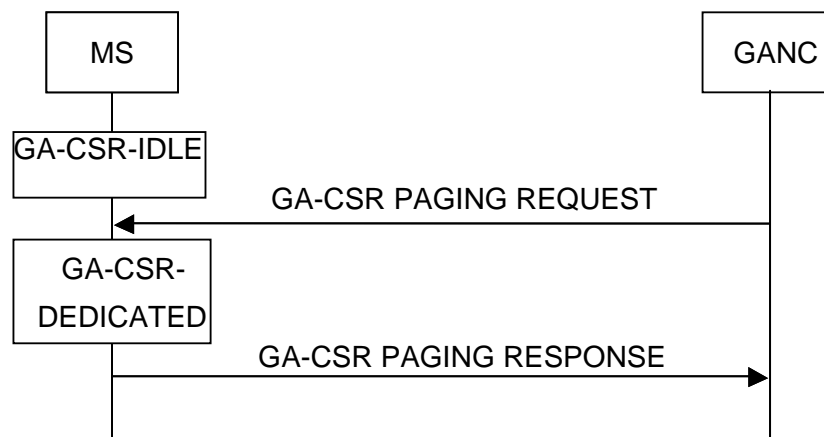 MS
GANC
GA-CSR-IDLE
GA-CSR PAGING REQUEST
GA-CSR-
DEDICATED
GA-CSR PAGING RESPONSE